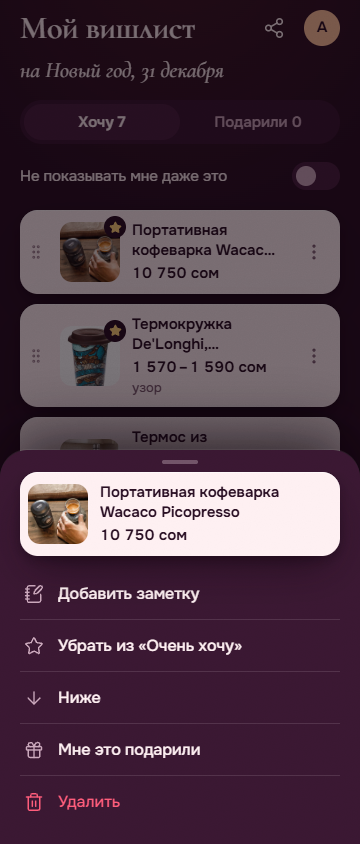 Мой вишлист
A
на Новый год, 31 декабря
Хочу 7
Подарили 0
Не показывать мне даже это
Портативная
кофеварка Wacac...
10 750 сом
Термокружка
De'Longhi,...
1 570 – 1 590 сом
узор
Термос из
Портативная кофеварка
Wacaco Picopresso
10 750 сом
Добавить заметку
Убрать из «Очень хочу»
Ниже
Мне это подарили
Удалить